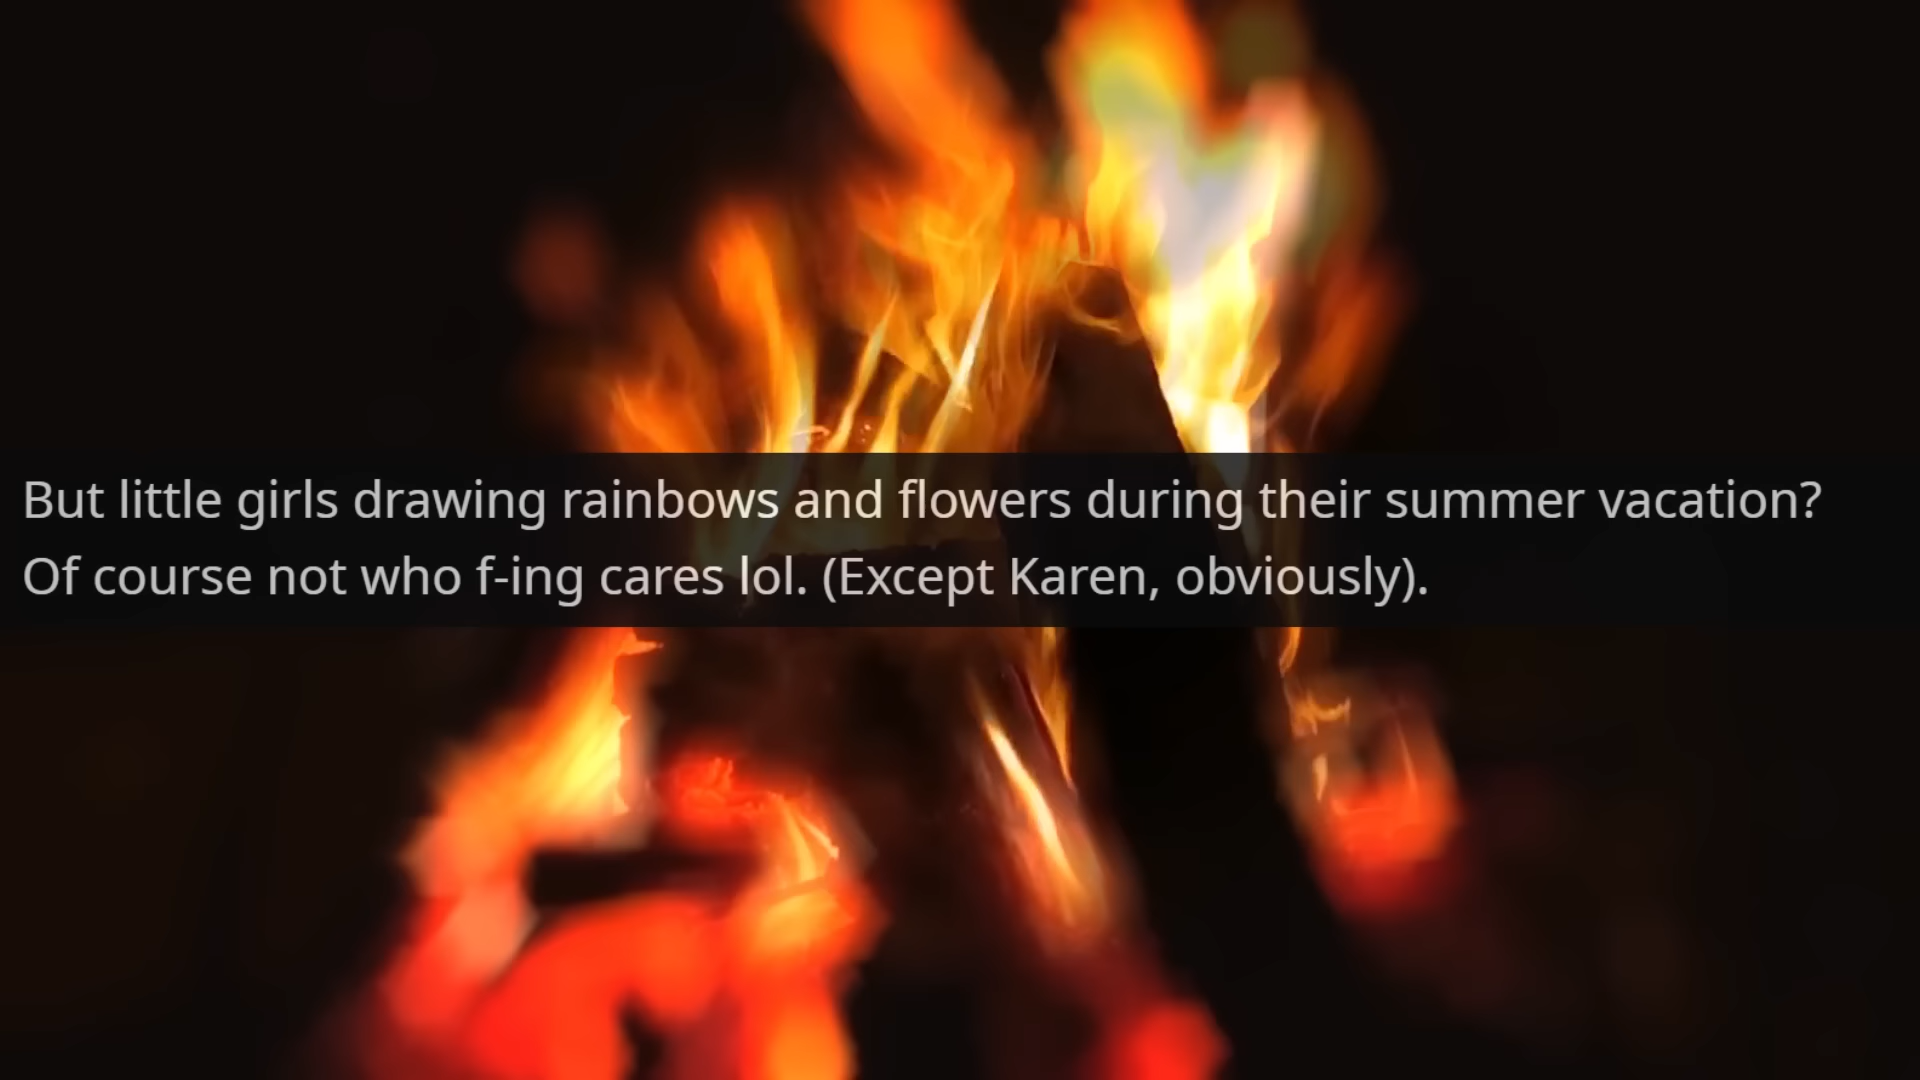 But little girls drawing rainbows and flowers during their summer vacation?
Of course not who f-ing cares lol. (Except Karen, obviously).